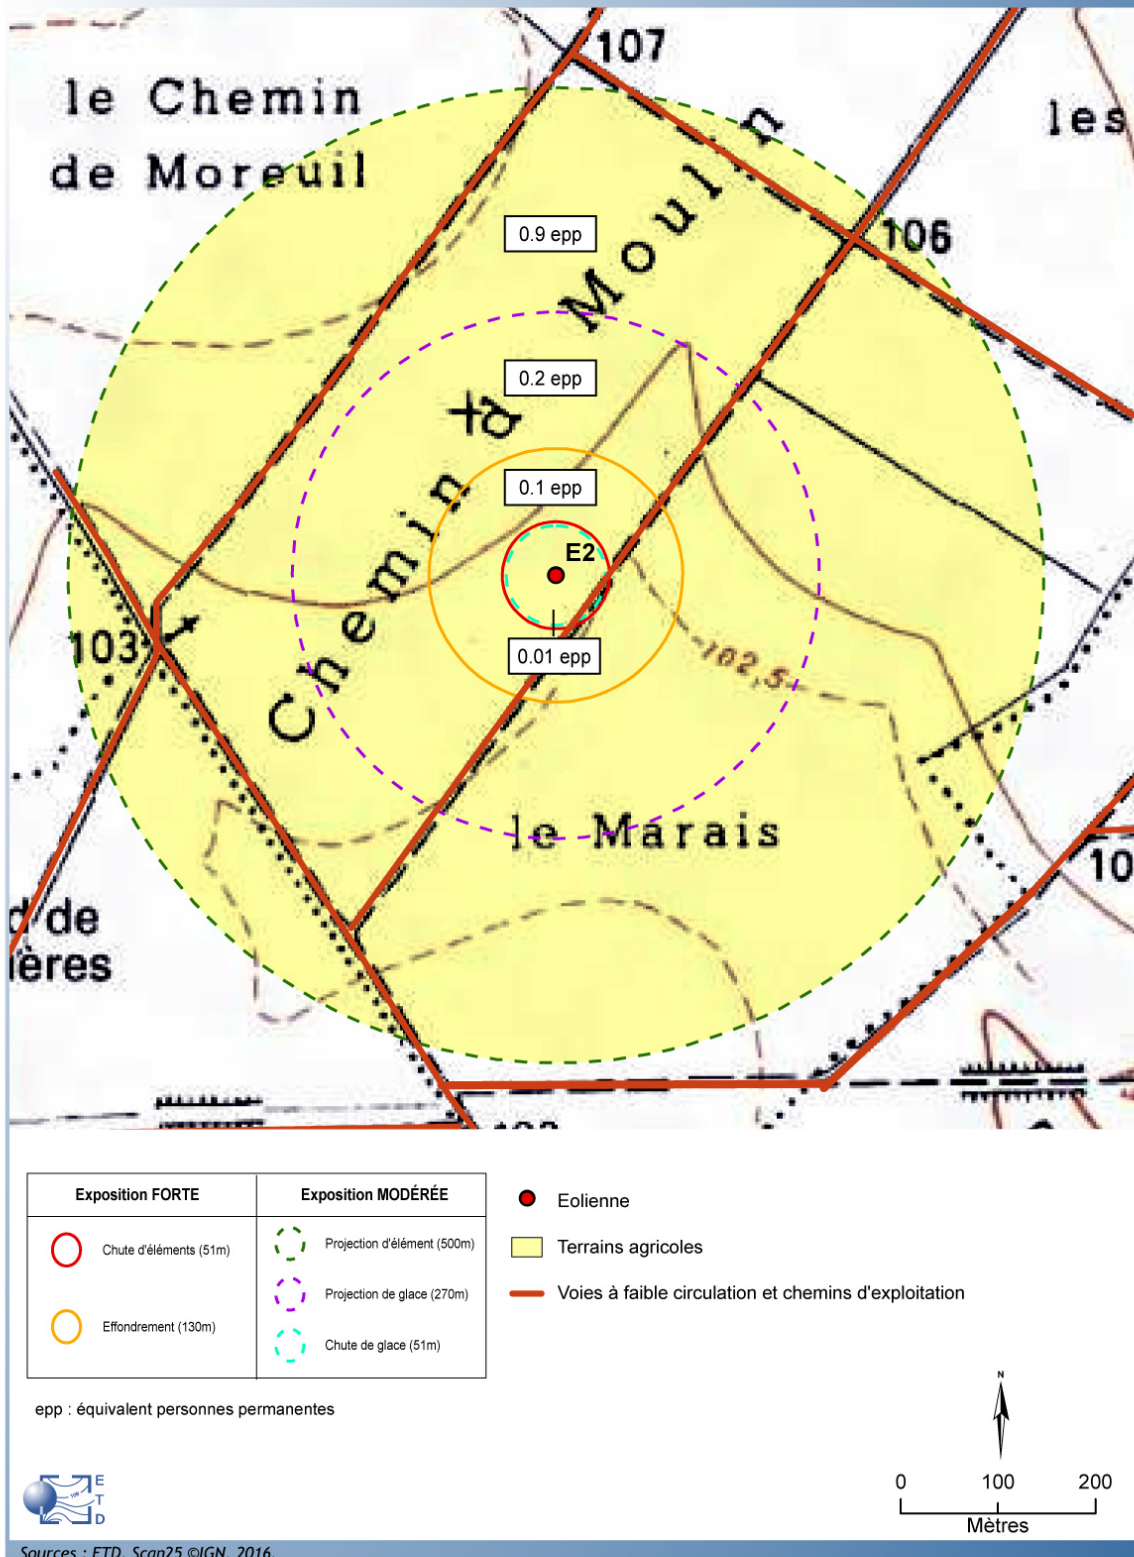 107
le Chemin
de Moreuil
les
106
0.9 epp
0.2 epp
0.1 epp
Chemin d Moulin
E2
0.01 epp
103
102,5
le Marais
10
d de
ières
Exposition FORTE
Exposition MODÉRÉE
Chute d'éléments (51m)
Effondrement (130m)
Projection d'élément (500m)
Projection de glace (270m)
Chute de glace (51m)
Eolienne
Terrains agricoles
Voies à faible circulation et chemins d'exploitation
epp : équivalent personnes permanentes
N
0 100 200
Mètres
E
T
D
Sources : ETD, Scan25 ©IGN, 2016.